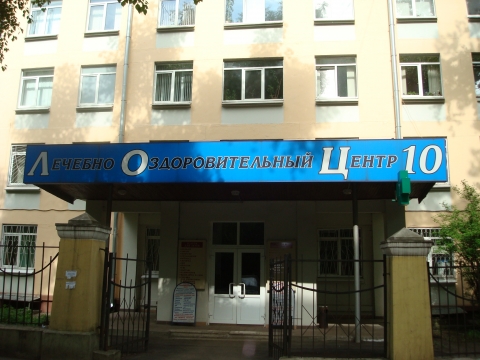 Лечебно Оздоровительный Центр 10